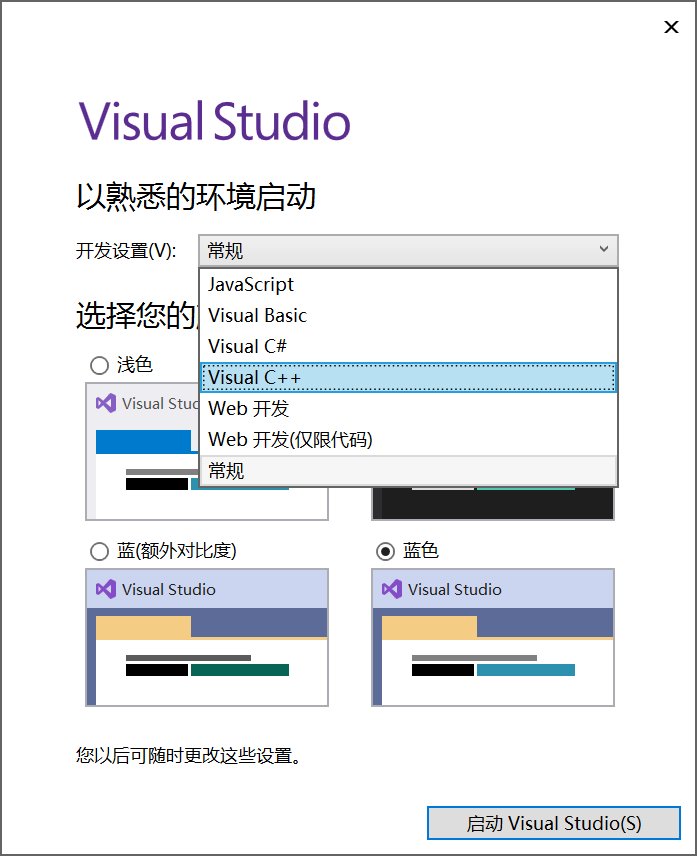 Visual Studio
以熟悉的环境启动
开发设置(V): 常规
JavaScript
Visual Basic
Visual C#
Visual C++
Web 开发
Web 开发(仅限代码)
常规
选择您的
浅色
Visual Stud
蓝(额外对比度)
蓝色
Visual Studio
Visual Studio
您以后可随时更改这些设置。
启动 Visual Studio(S)